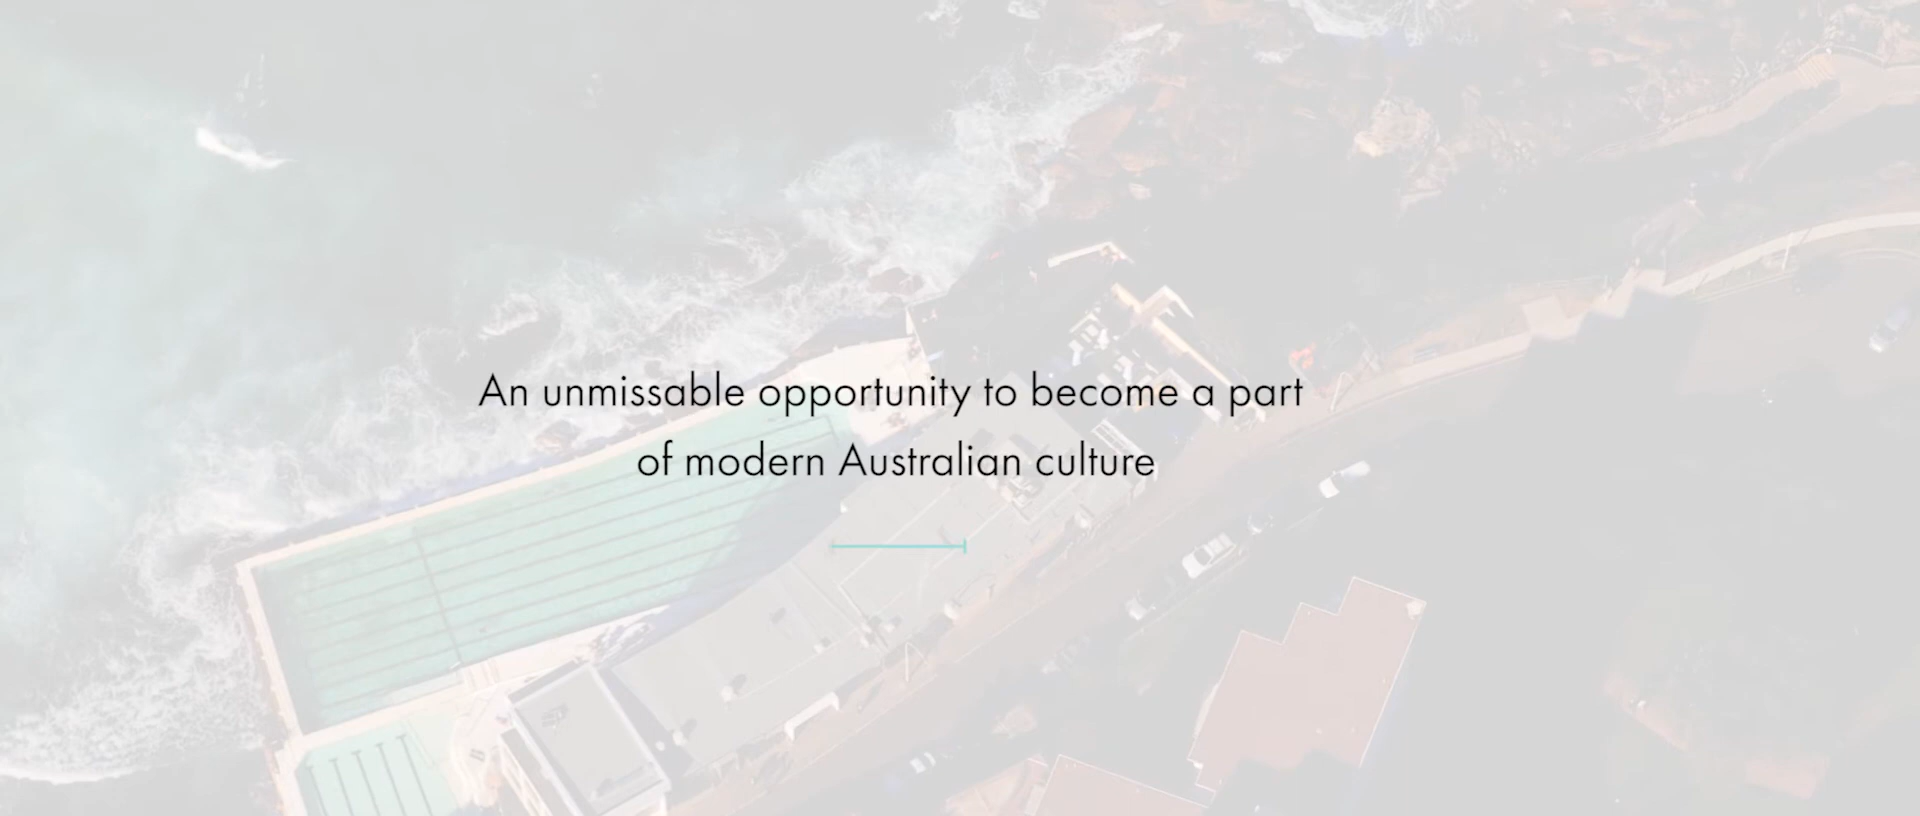 An unmissable opportunity to become a part
of modern Australian culture